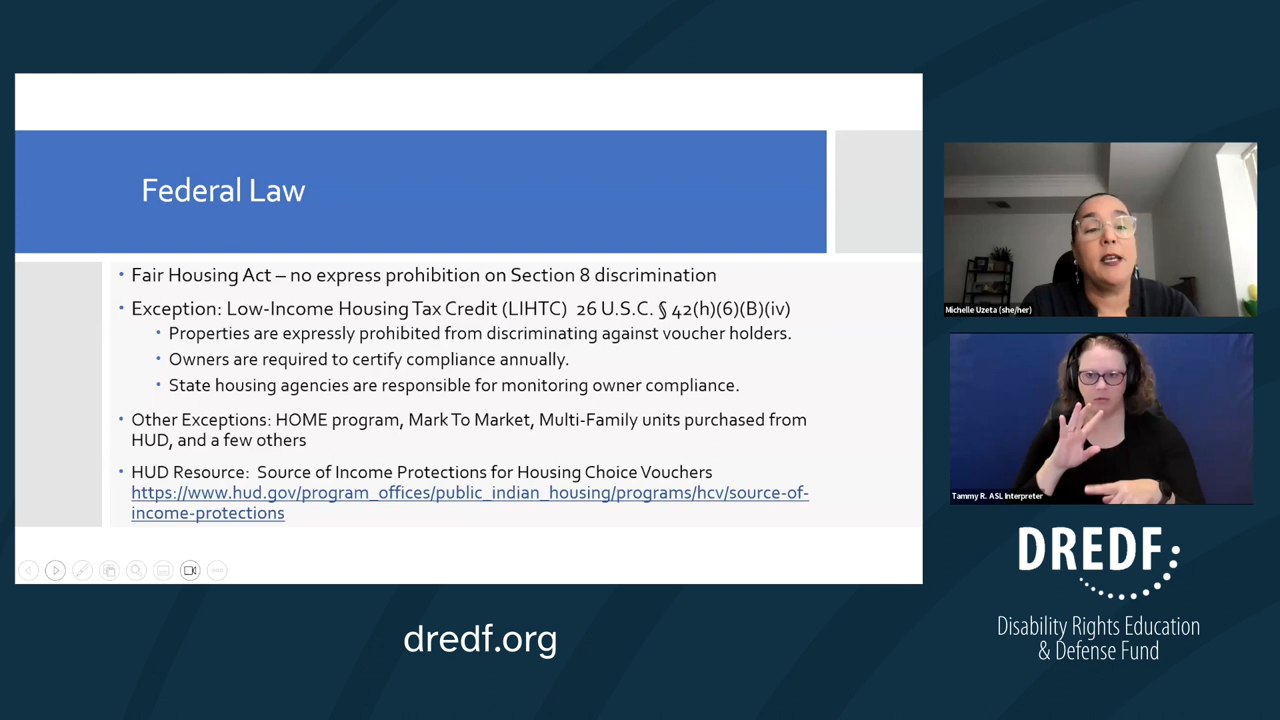 Federal Law
• Fair Housing Act – no express prohibition on Section 8 discrimination
• Exception: Low-Income Housing Tax Credit (LIHTC) 26 U.S.C. § 42(h)(6)(B)(iv)
• Properties are expressly prohibited from discriminating against voucher holders.
• Owners are required to certify compliance annually.
• State housing agencies are responsible for monitoring owner compliance.
• Other Exceptions: HOME program, Mark To Market, Multi-Family units purchased from
HUD, and a few others
• HUD Resource: Source of Income Protections for Housing Choice Vouchers
https://www.hud.gov/program_offices/public_indian_housing/programs/hcv/source-of-
income-protections
Michelle Uzeta (she/her)
Tammy R. ASL Interpreter
DREDF
Disability Rights Education
& Defense Fund
dredf.org